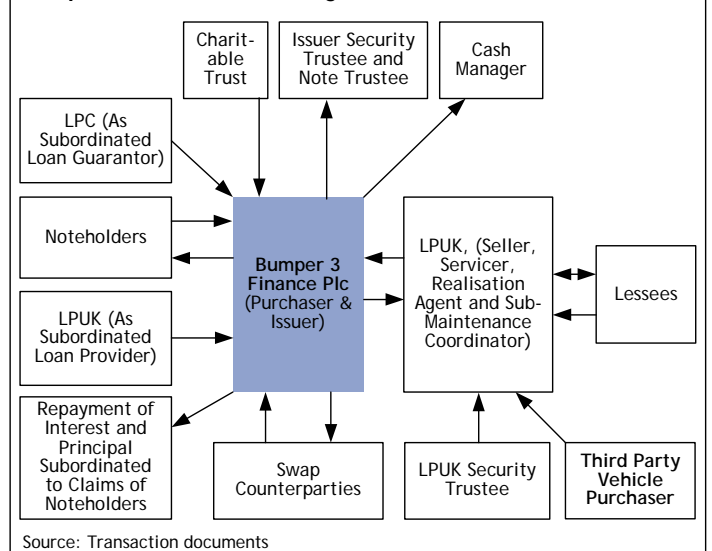 Charit-
able
Trust
Issuer Security
Trustee and
Note Trustee
Cash
Manager
LPC (As
Subordinated
Loan Guarantor)
Noteholders
LPUK (As
Subordinated
Loan Provider)
Repayment of
Interest and
Principal
Subordinated
to Claims of
Noteholders
Bumper 3
Finance Plc
(Purchaser &
Issuer)
Swap
Counterparties
LPUK, (Seller,
Servicer,
Realisation
Agent and Sub-
Maintenance
Coordinator)
Lessees
LPUK Security
Trustee
Third Party
Vehicle
Purchaser
Source: Transaction documents